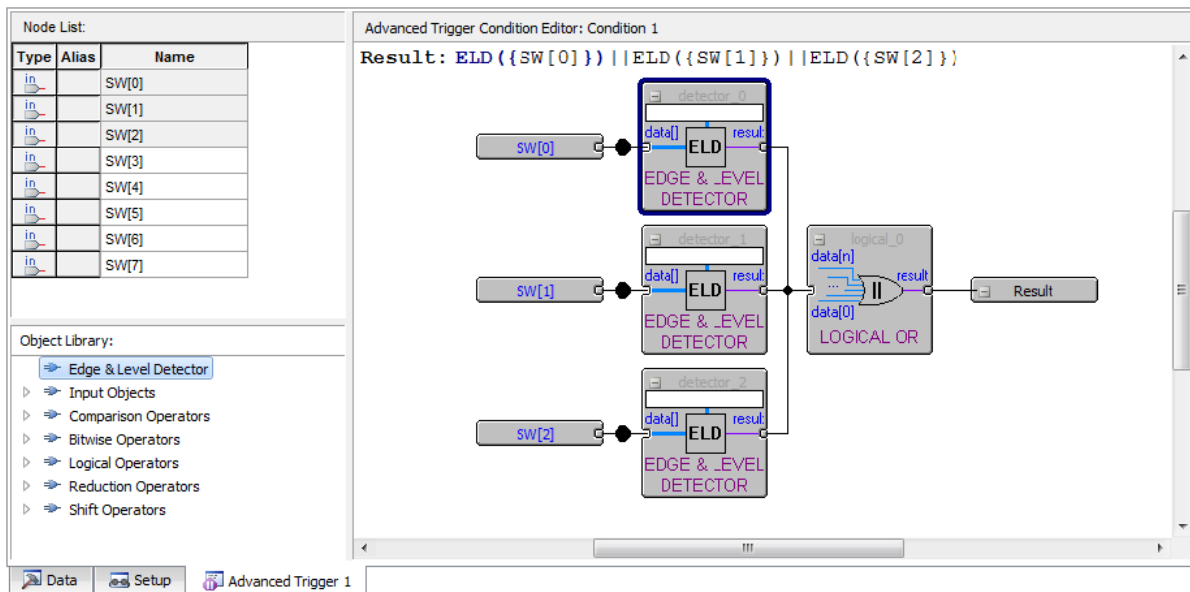 Node List:
Type Alias Name
in SW[0]
in SW[1]
in SW[2]
in SW[3]
in SW[4]
in SW[5]
in SW[6]
in SW[7]
Object Library:
Edge & Level Detector
Input Objects
Comparison Operators
Bitwise Operators
Logical Operators
Reduction Operators
Shift Operators
Advanced Trigger Condition Editor: Condition 1
Result: ELD({SW[0]})||ELD({SW[1]})||ELD({SW[2]})
detector_0
SW[0]
data[] result
ELD
EDGE & LEVEL
DETECTOR
detector_1
SW[1]
data[] result
ELD
EDGE & LEVEL
DETECTOR
detector_2
SW[2]
data[] result
ELD
EDGE & LEVEL
DETECTOR
logical_0
data[n]
result
...
||
data[0]
LOGICAL OR
Result
Data Setup Advanced Trigger 1